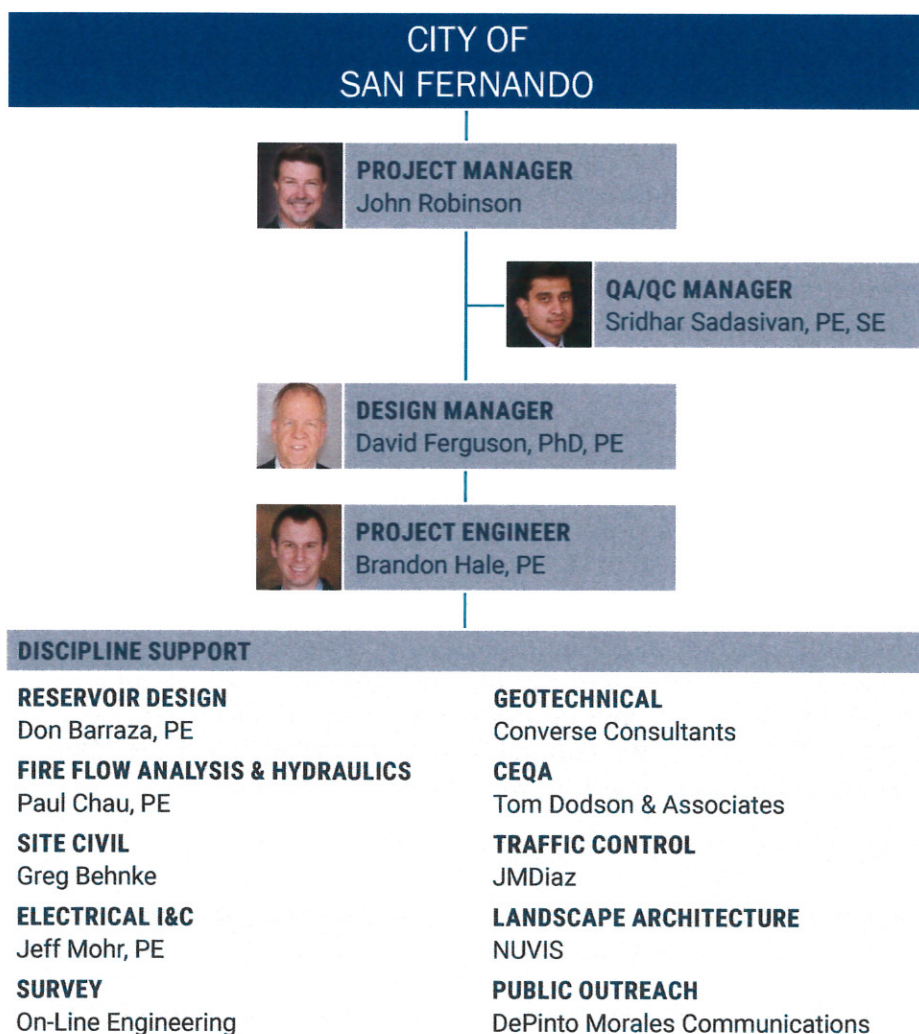 CITY OF
SAN FERNANDO
PROJECT MANAGER
John Robinson
QA/QC MANAGER
Sridhar Sadasivan, PE, SE
DESIGN MANAGER
David Ferguson, PhD, PE
PROJECT ENGINEER
Brandon Hale, PE
DISCIPLINE SUPPORT
RESERVOIR DESIGN
Don Barraza, PE
FIRE FLOW ANALYSIS & HYDRAULICS
Paul Chau, PE
SITE CIVIL
Greg Behnke
ELECTRICAL I&C
Jeff Mohr, PE
SURVEY
On-Line Engineering
GEOTECHNICAL
Converse Consultants
CEQA
Tom Dodson & Associates
TRAFFIC CONTROL
JMDiaz
LANDSCAPE ARCHITECTURE
NUVIS
PUBLIC OUTREACH
DePinto Morales Communications